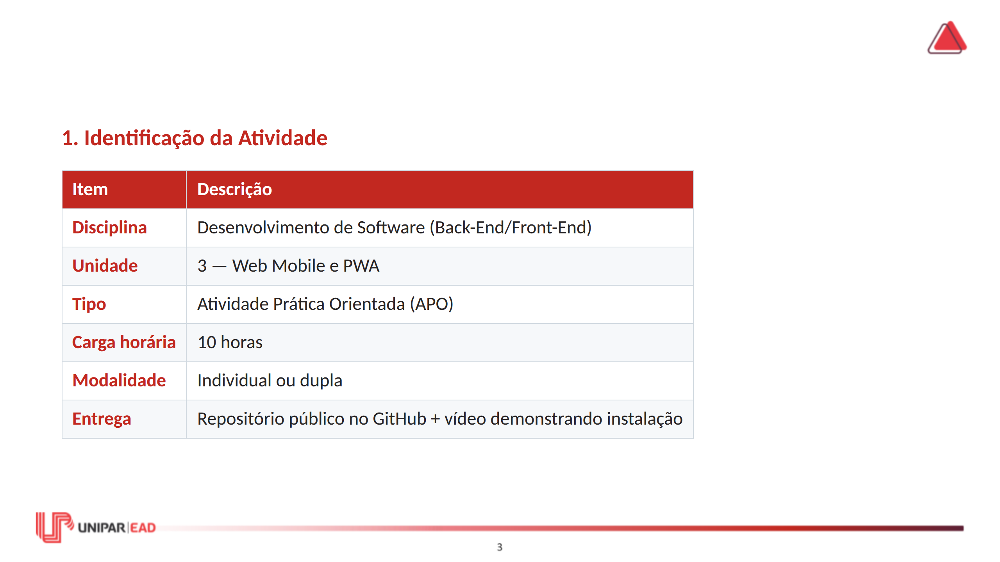 1. Identificação da Atividade
Item Descrição
Disciplina Desenvolvimento de Software (Back-End/Front-End)
Unidade 3 — Web Mobile e PWA
Tipo Atividade Prática Orientada (APO)
Carga horária 10 horas
Modalidade Individual ou dupla
Entrega Repositório público no GitHub + vídeo demonstrando instalação
UNIPAR|EAD
3